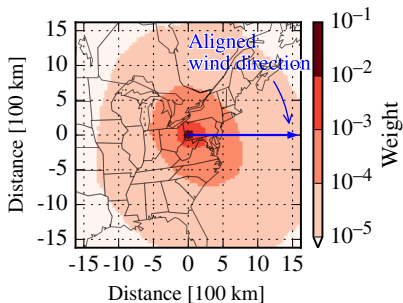 Aligned
wind direction
15
10
5
0
-5
-10
-15
-15 -10 -5 0 5 10 15
Distance [100 km]
Distance [100 km]
10^{-1}
10^{-2}
10^{-3}
10^{-4}
10^{-5}
Weight